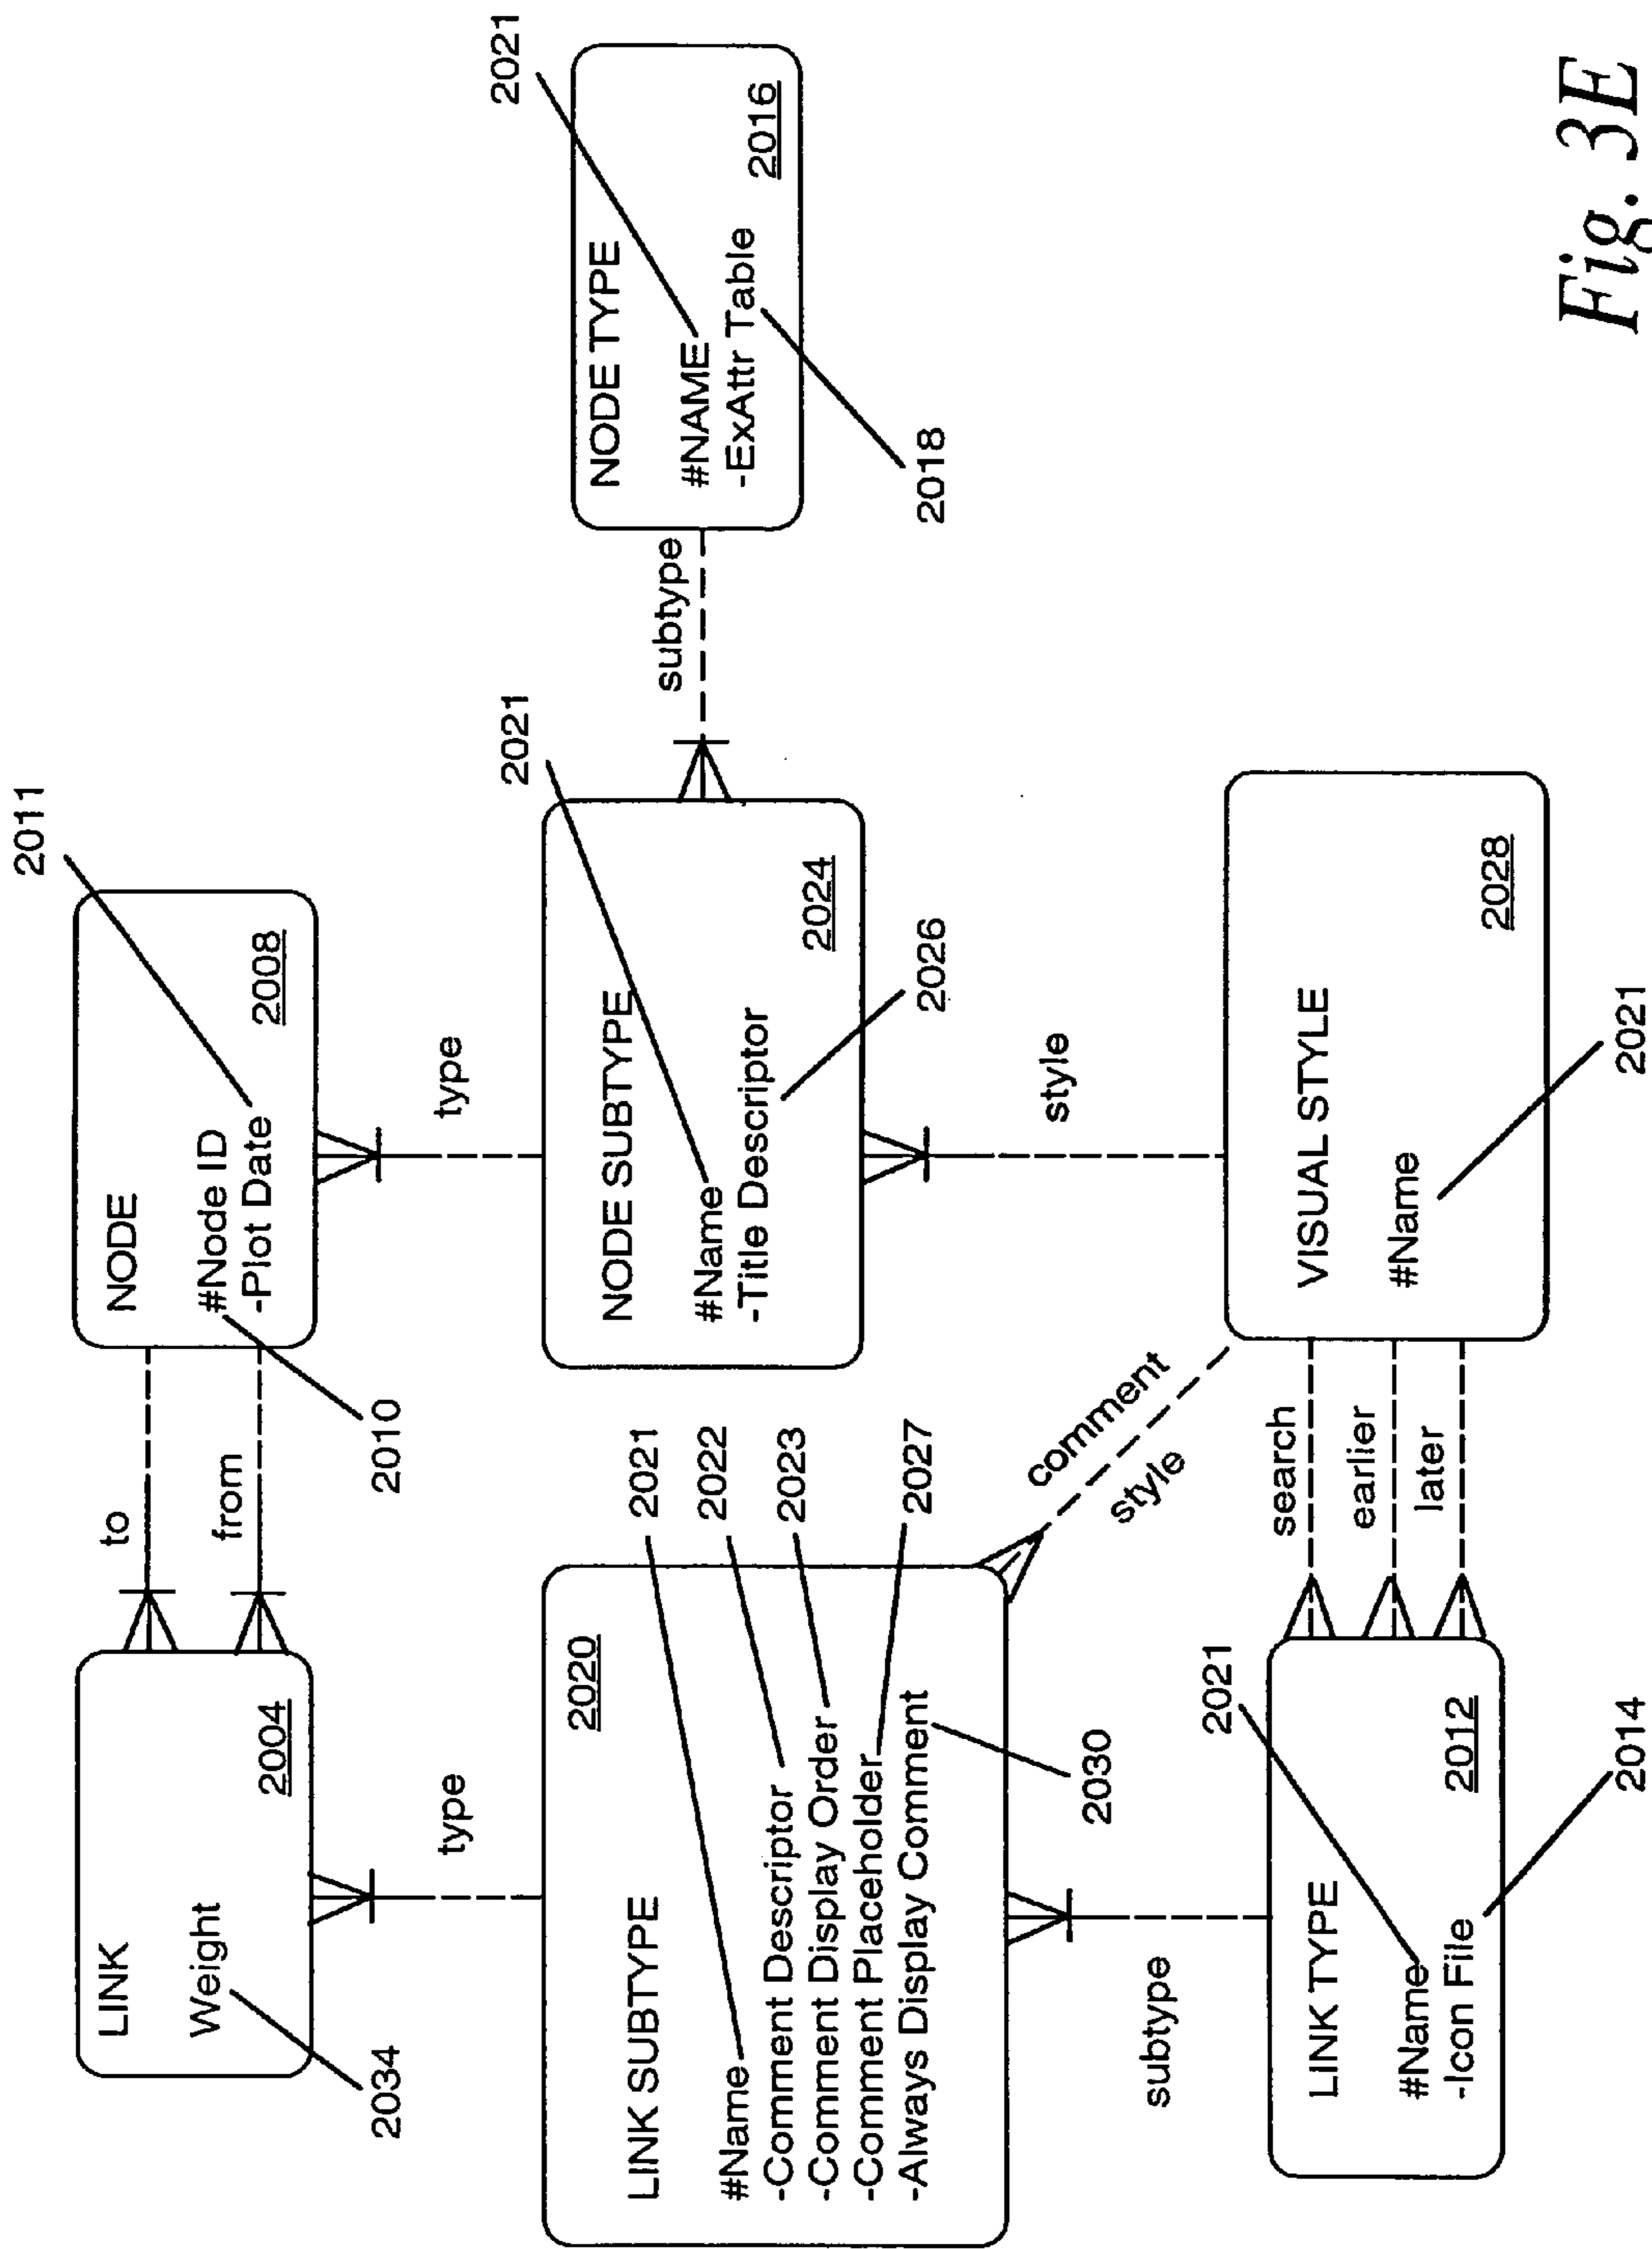 2034
LINK
Weight
2004
to
from
2010
2011
NODE
#Node ID
-Plot Date
2008
type
type
LINK SUBTYPE
2020
#Name
-Comment Descriptor
-Comment Display Order
-Comment Placeholder
-Always Display Comment
2021
2022
2023
2027
2030
NODE SUBTYPE
#Name
-Title Descriptor
2024
2021
2026
subtype
NODE TYPE
#NAME
-ExAttr Table
2016
2021
2018
subtype
comment
style
style
LINK TYPE
#Name
-Icon File
2012
2021
2014
search
earlier
later
VISUAL STYLE
#Name
2028
2021
Fig. 3E